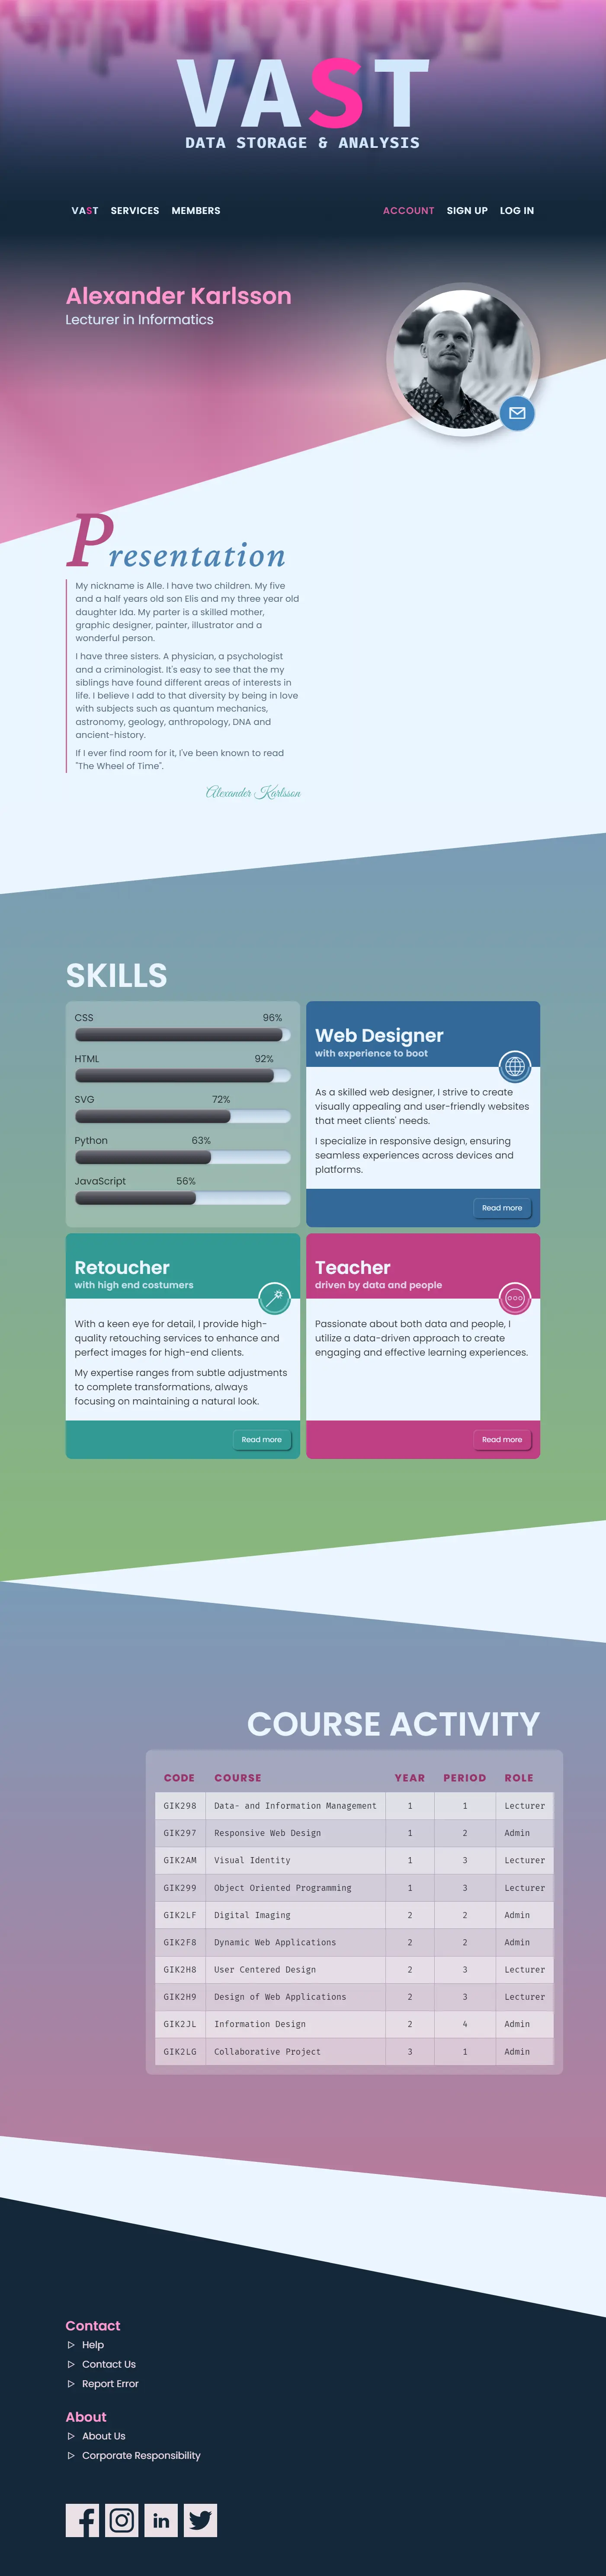 VAST
DATA STORAGE & ANALYSIS
VAST SERVICES MEMBERS ACCOUNT SIGN UP LOG IN
Alexander Karlsson
Lecturer in Informatics
Presentation
My nickname is Alle. I have two children. My five
and a half years old son Elis and my three year old
daughter Ida. My parter is a skilled mother,
graphic designer, painter, illustrator and a
wonderful person.
I have three sisters. A physician, a psychologist
and a criminologist. It's easy to see that the my
siblings have found different areas of interests in
life. I believe I add to that diversity by being in love
with subjects such as quantum mechanics,
astronomy, geology, anthropology, DNA and
ancient-history.
If I ever find room for it, I've been known to read
"The Wheel of Time".
Alexander Karlsson
SKILLS
CSS 96%
HTML 92%
SVG 72%
Python 63%
JavaScript 56%
Web Designer
with experience to boot
As a skilled web designer, I strive to create
visually appealing and user-friendly websites
that meet clients' needs.
I specialize in responsive design, ensuring
seamless experiences across devices and
platforms.
Read more
Retoucher
with high end costumers
With a keen eye for detail, I provide high-
quality retouching services to enhance and
perfect images for high-end clients.
My expertise ranges from subtle adjustments
to complete transformations, always
focusing on maintaining a natural look.
Read more
Teacher
driven by data and people
Passionate about both data and people, I
utilize a data-driven approach to create
engaging and effective learning experiences.
Read more
COURSE ACTIVITY
CODE COURSE YEAR PERIOD ROLE
GIK298 Data- and Information Management 1 1 Lecturer
GIK297 Responsive Web Design 1 2 Admin
GIK2AM Visual Identity 1 3 Lecturer
GIK299 Object Oriented Programming 1 3 Lecturer
GIK2LF Digital Imaging 2 2 Admin
GIK2F8 Dynamic Web Applications 2 2 Admin
GIK2H8 User Centered Design 2 3 Lecturer
GIK2H9 Design of Web Applications 2 3 Lecturer
GIK2JL Information Design 2 4 Admin
GIK2LG Collaborative Project 3 1 Admin
Contact
Help
Contact Us
Report Error
About
About Us
Corporate Responsibility
in